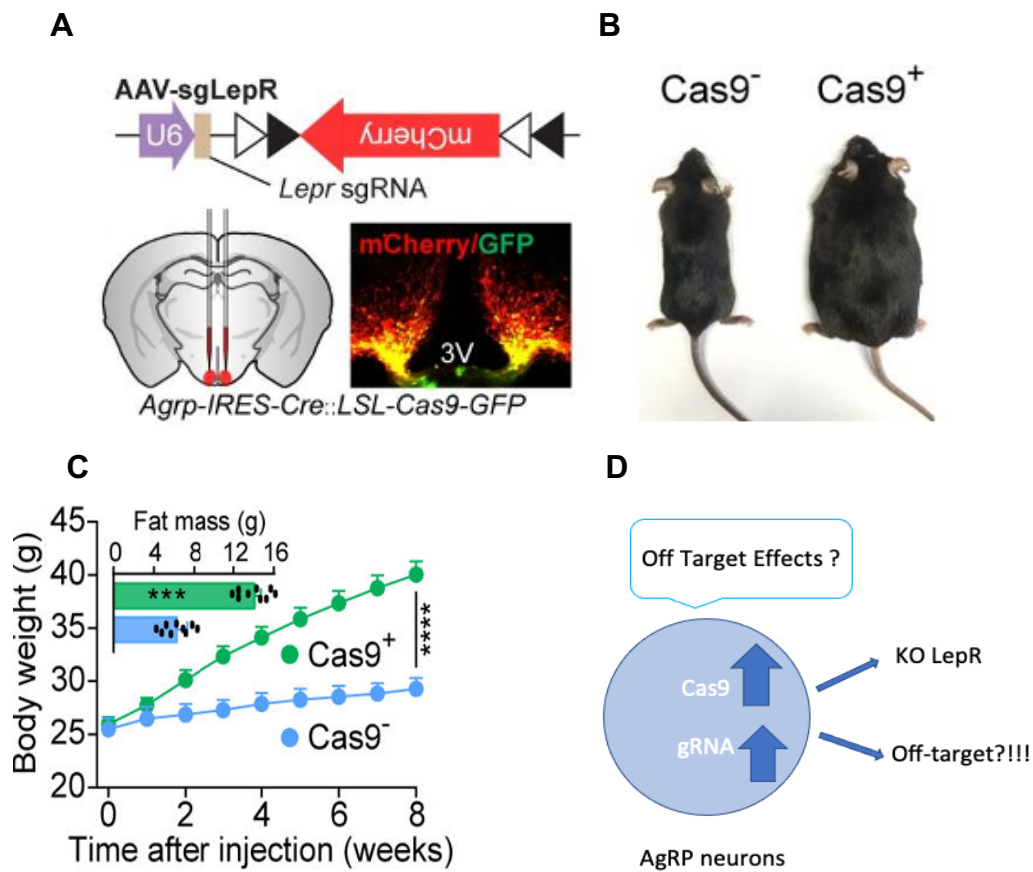 A
AAV-sgLepR
U6
mCherry
Lepr sgRNA
mCherry/GFP
3V
Agrp-IRES-Cre::LSL-Cas9-GFP
B
Cas9⁻
Cas9⁺
C
Fat mass (g)
0 4 8 12 16
***
45
40
35
30
25
20
Body weight (g)
Cas9⁺
Cas9⁻
****
0 2 4 6 8
Time after injection (weeks)
D
Off Target Effects ?
Cas9
gRNA
KO LepR
Off-target?!!!
AgRP neurons